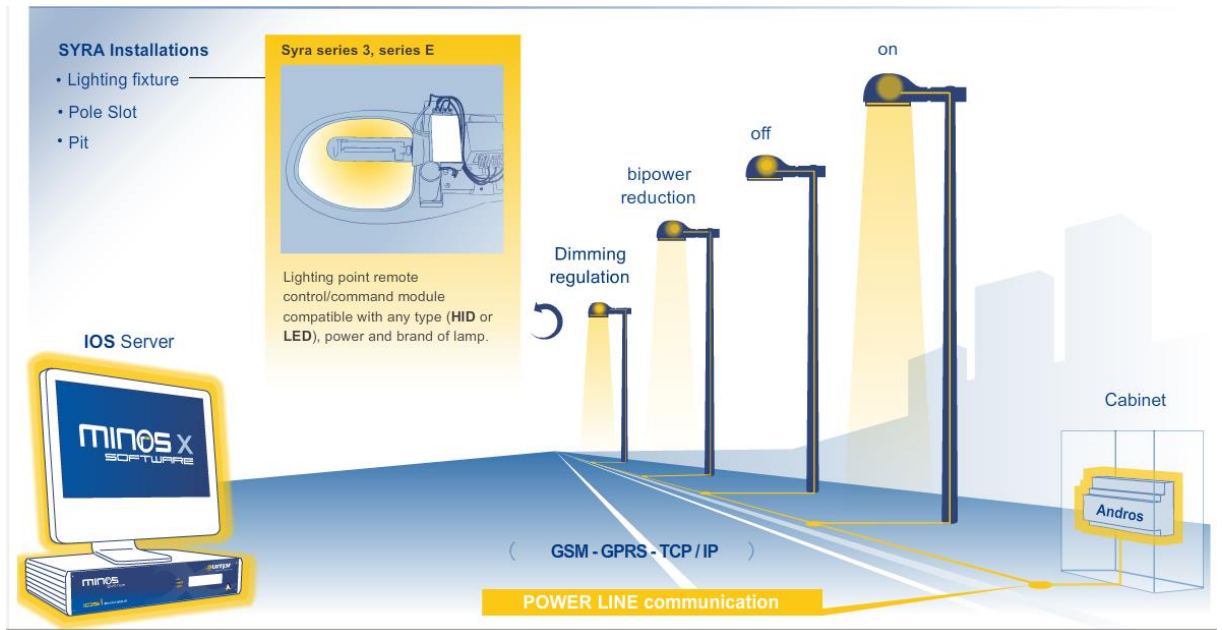 SYRA Installations
• Lighting fixture
• Pole Slot
• Pit
Syra series 3, series E
Lighting point remote
control/command module
compatible with any type (HID or
LED), power and brand of lamp.
on
off
bipower
reduction
Dimming
regulation
IOS Server
MINOS X
SOFTWARE
minos
SYSTEM
Cabinet
Andros
( GSM - GPRS - TCP / IP )
POWER LINE communication